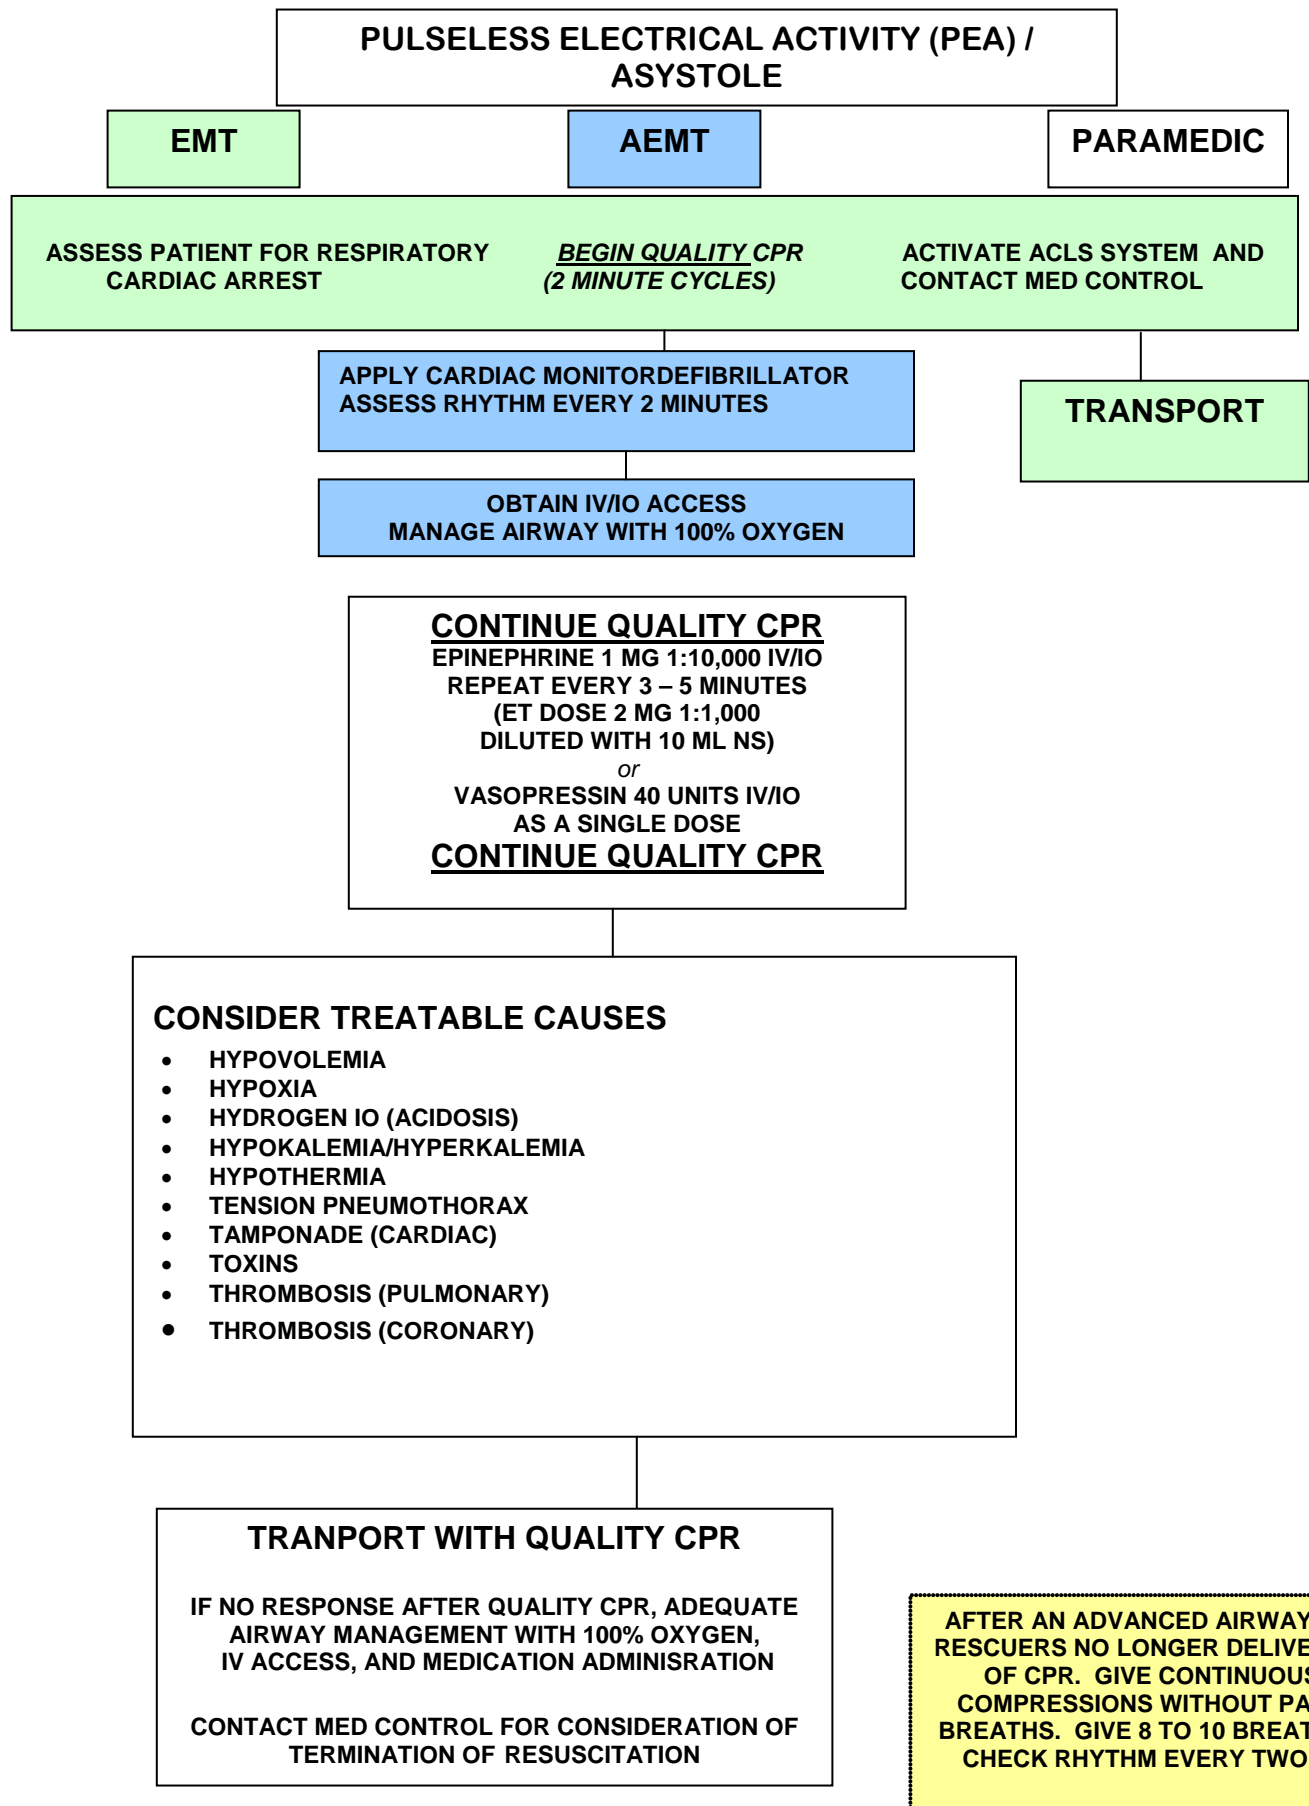 PULSELESS ELECTRICAL ACTIVITY (PEA) /
ASYSTOLE
EMT
AEMT
PARAMEDIC
ASSESS PATIENT FOR RESPIRATORY
CARDIAC ARREST
BEGIN QUALITY CPR
(2 MINUTE CYCLES)
ACTIVATE ACLS SYSTEM AND
CONTACT MED CONTROL
APPLY CARDIAC MONITORDEFIBRILLATOR
ASSESS RHYTHM EVERY 2 MINUTES
TRANSPORT
OBTAIN IV/IO ACCESS
MANAGE AIRWAY WITH 100% OXYGEN
CONTINUE QUALITY CPR
EPINEPHRINE 1 MG 1:10,000 IV/IO
REPEAT EVERY 3 – 5 MINUTES
(ET DOSE 2 MG 1:1,000
DILUTED WITH 10 ML NS)
or
VASOPRESSIN 40 UNITS IV/IO
AS A SINGLE DOSE
CONTINUE QUALITY CPR
CONSIDER TREATABLE CAUSES
• HYPOVOLEMIA
• HYPOXIA
• HYDROGEN IO (ACIDOSIS)
• HYPOKALEMIA/HYPERKALEMIA
• HYPOTHERMIA
• TENSION PNEUMOTHORAX
• TAMPONADE (CARDIAC)
• TOXINS
• THROMBOSIS (PULMONARY)
• THROMBOSIS (CORONARY)
TRANPORT WITH QUALITY CPR
IF NO RESPONSE AFTER QUALITY CPR, ADEQUATE
AIRWAY MANAGEMENT WITH 100% OXYGEN,
IV ACCESS, AND MEDICATION ADMINISRATION
CONTACT MED CONTROL FOR CONSIDERATION OF
TERMINATION OF RESUSCITATION
AFTER AN ADVANCED AIRWAY
RESCUERS NO LONGER DELIVE
OF CPR. GIVE CONTINUOUS
COMPRESSIONS WITHOUT PA
BREATHS. GIVE 8 TO 10 BREAT
CHECK RHYTHM EVERY TWO